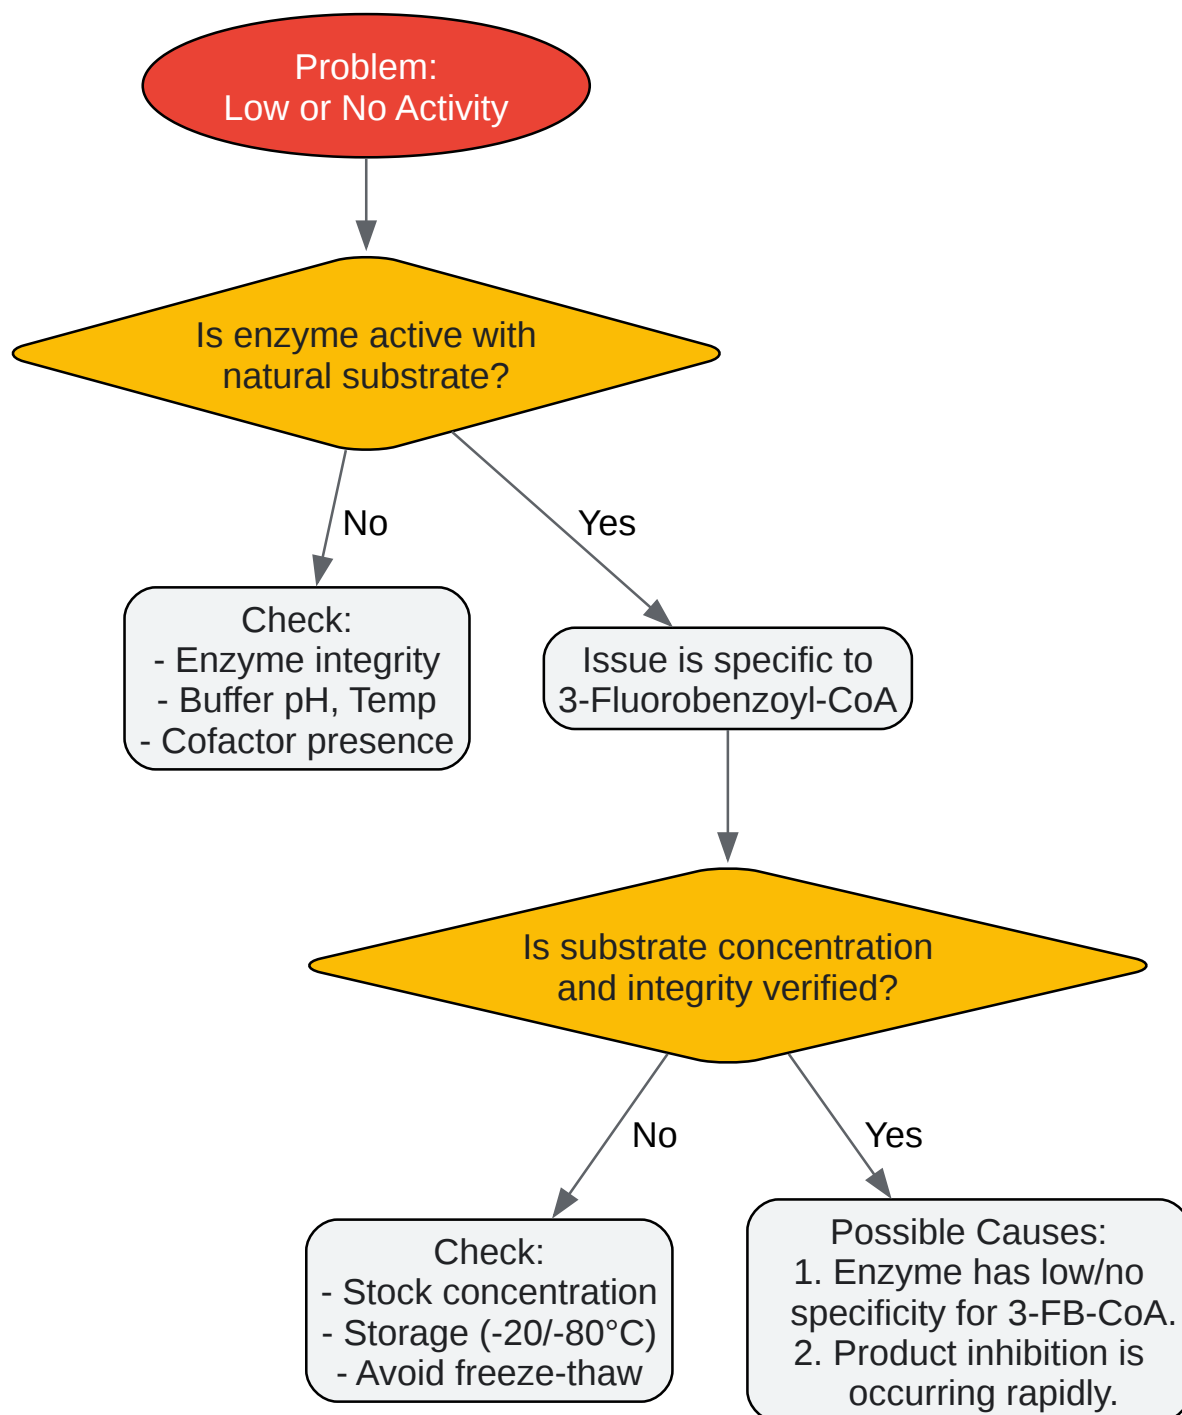 Problem:
Low or No Activity
Is enzyme active with
natural substrate?
No
Yes
Check:
- Enzyme integrity
- Buffer pH, Temp
- Cofactor presence
Issue is specific to
3-Fluorobenzoyl-CoA
Is substrate concentration
and integrity verified?
No
Yes
Check:
- Stock concentration
- Storage (-20/-80°C)
- Avoid freeze-thaw
Possible Causes:
1. Enzyme has low/no
specificity for 3-FB-CoA.
2. Product inhibition is
occurring rapidly.